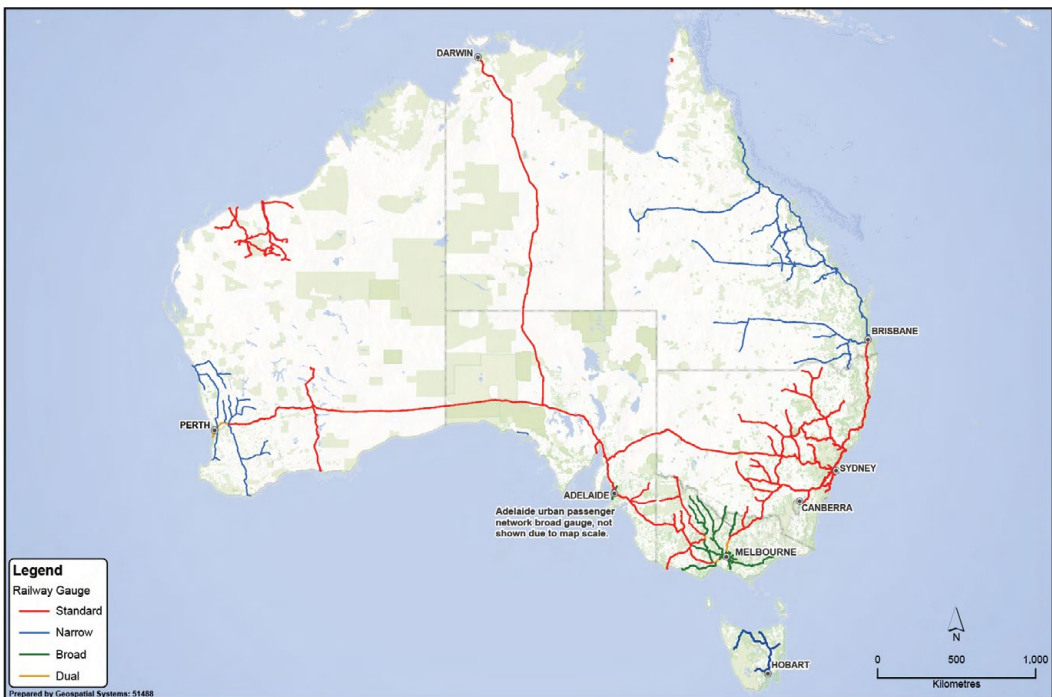 DARWIN
BRISBANE
PERTH
SYDNEY
ADELAIDE
CANBERRA
Adelaide urban passenger
network broad gauge, not
shown due to map scale.
MELBOURNE
HOBART
Legend
Railway Gauge
Standard
Narrow
Broad
Dual
N
0 500 1,000
Kilometres
Prepared by Geospatial Systems: 51488